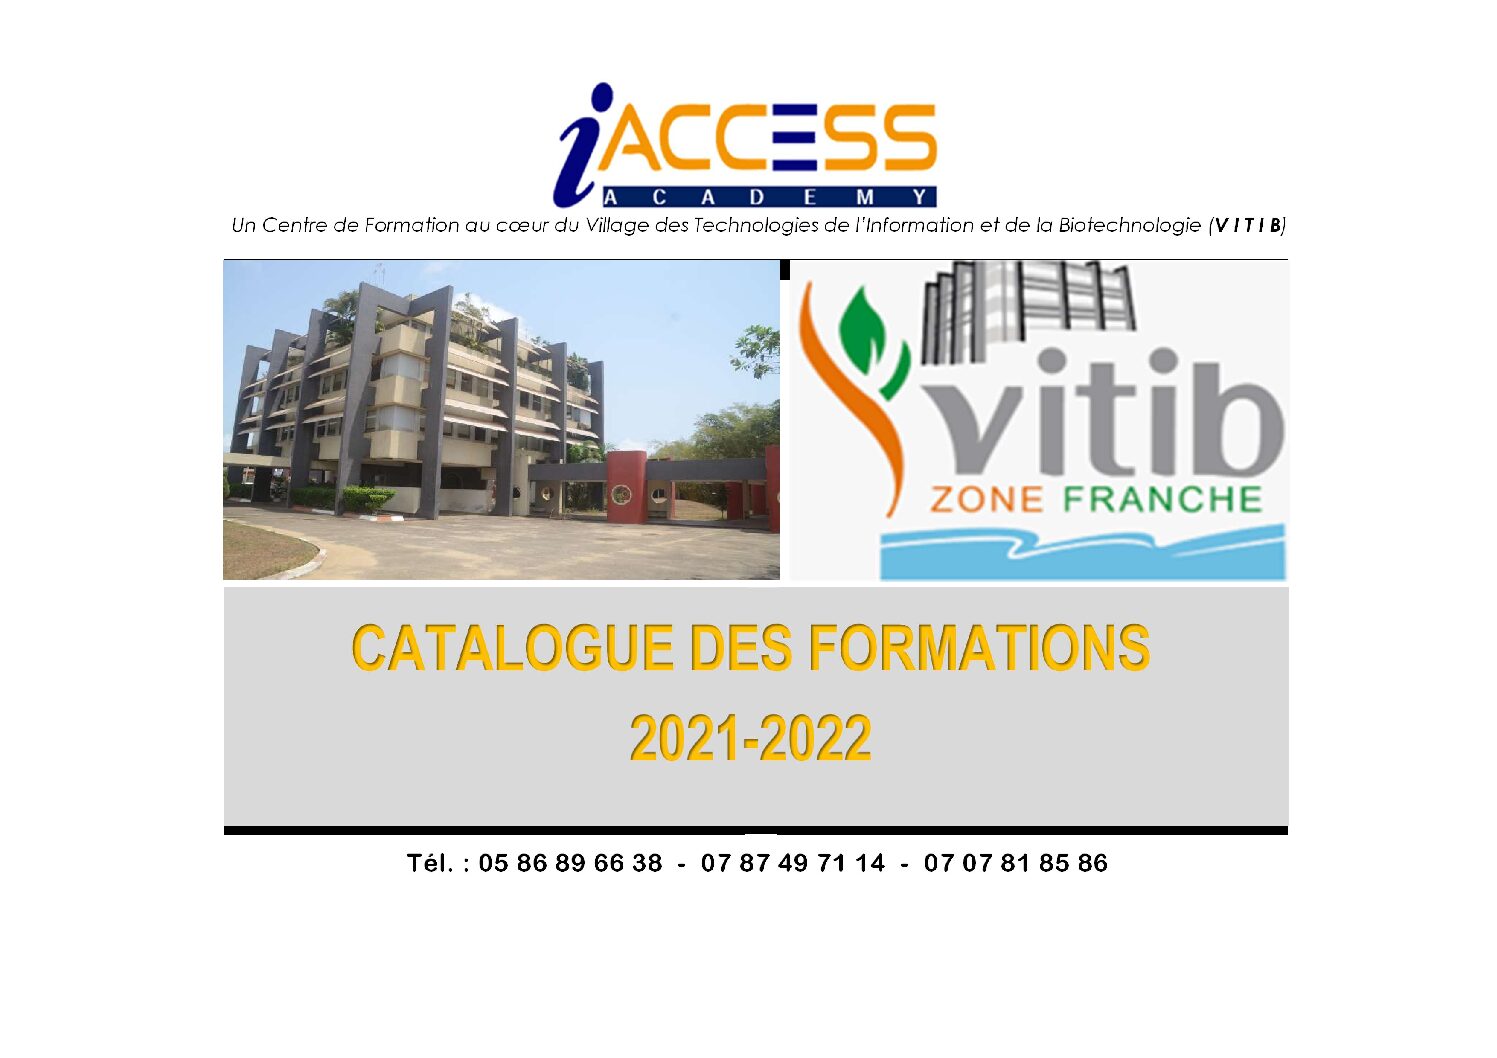 iACCESS
ACADEMY
Un Centre de Formation au cœur du Village des Technologies de l'Information et de la Biotechnologie (VITIB)
vitib
ZONE FRANCHE
CATALOGUE DES FORMATIONS
2021-2022
Tél. : 05 86 89 66 38 - 07 87 49 71 14 - 07 07 81 85 86